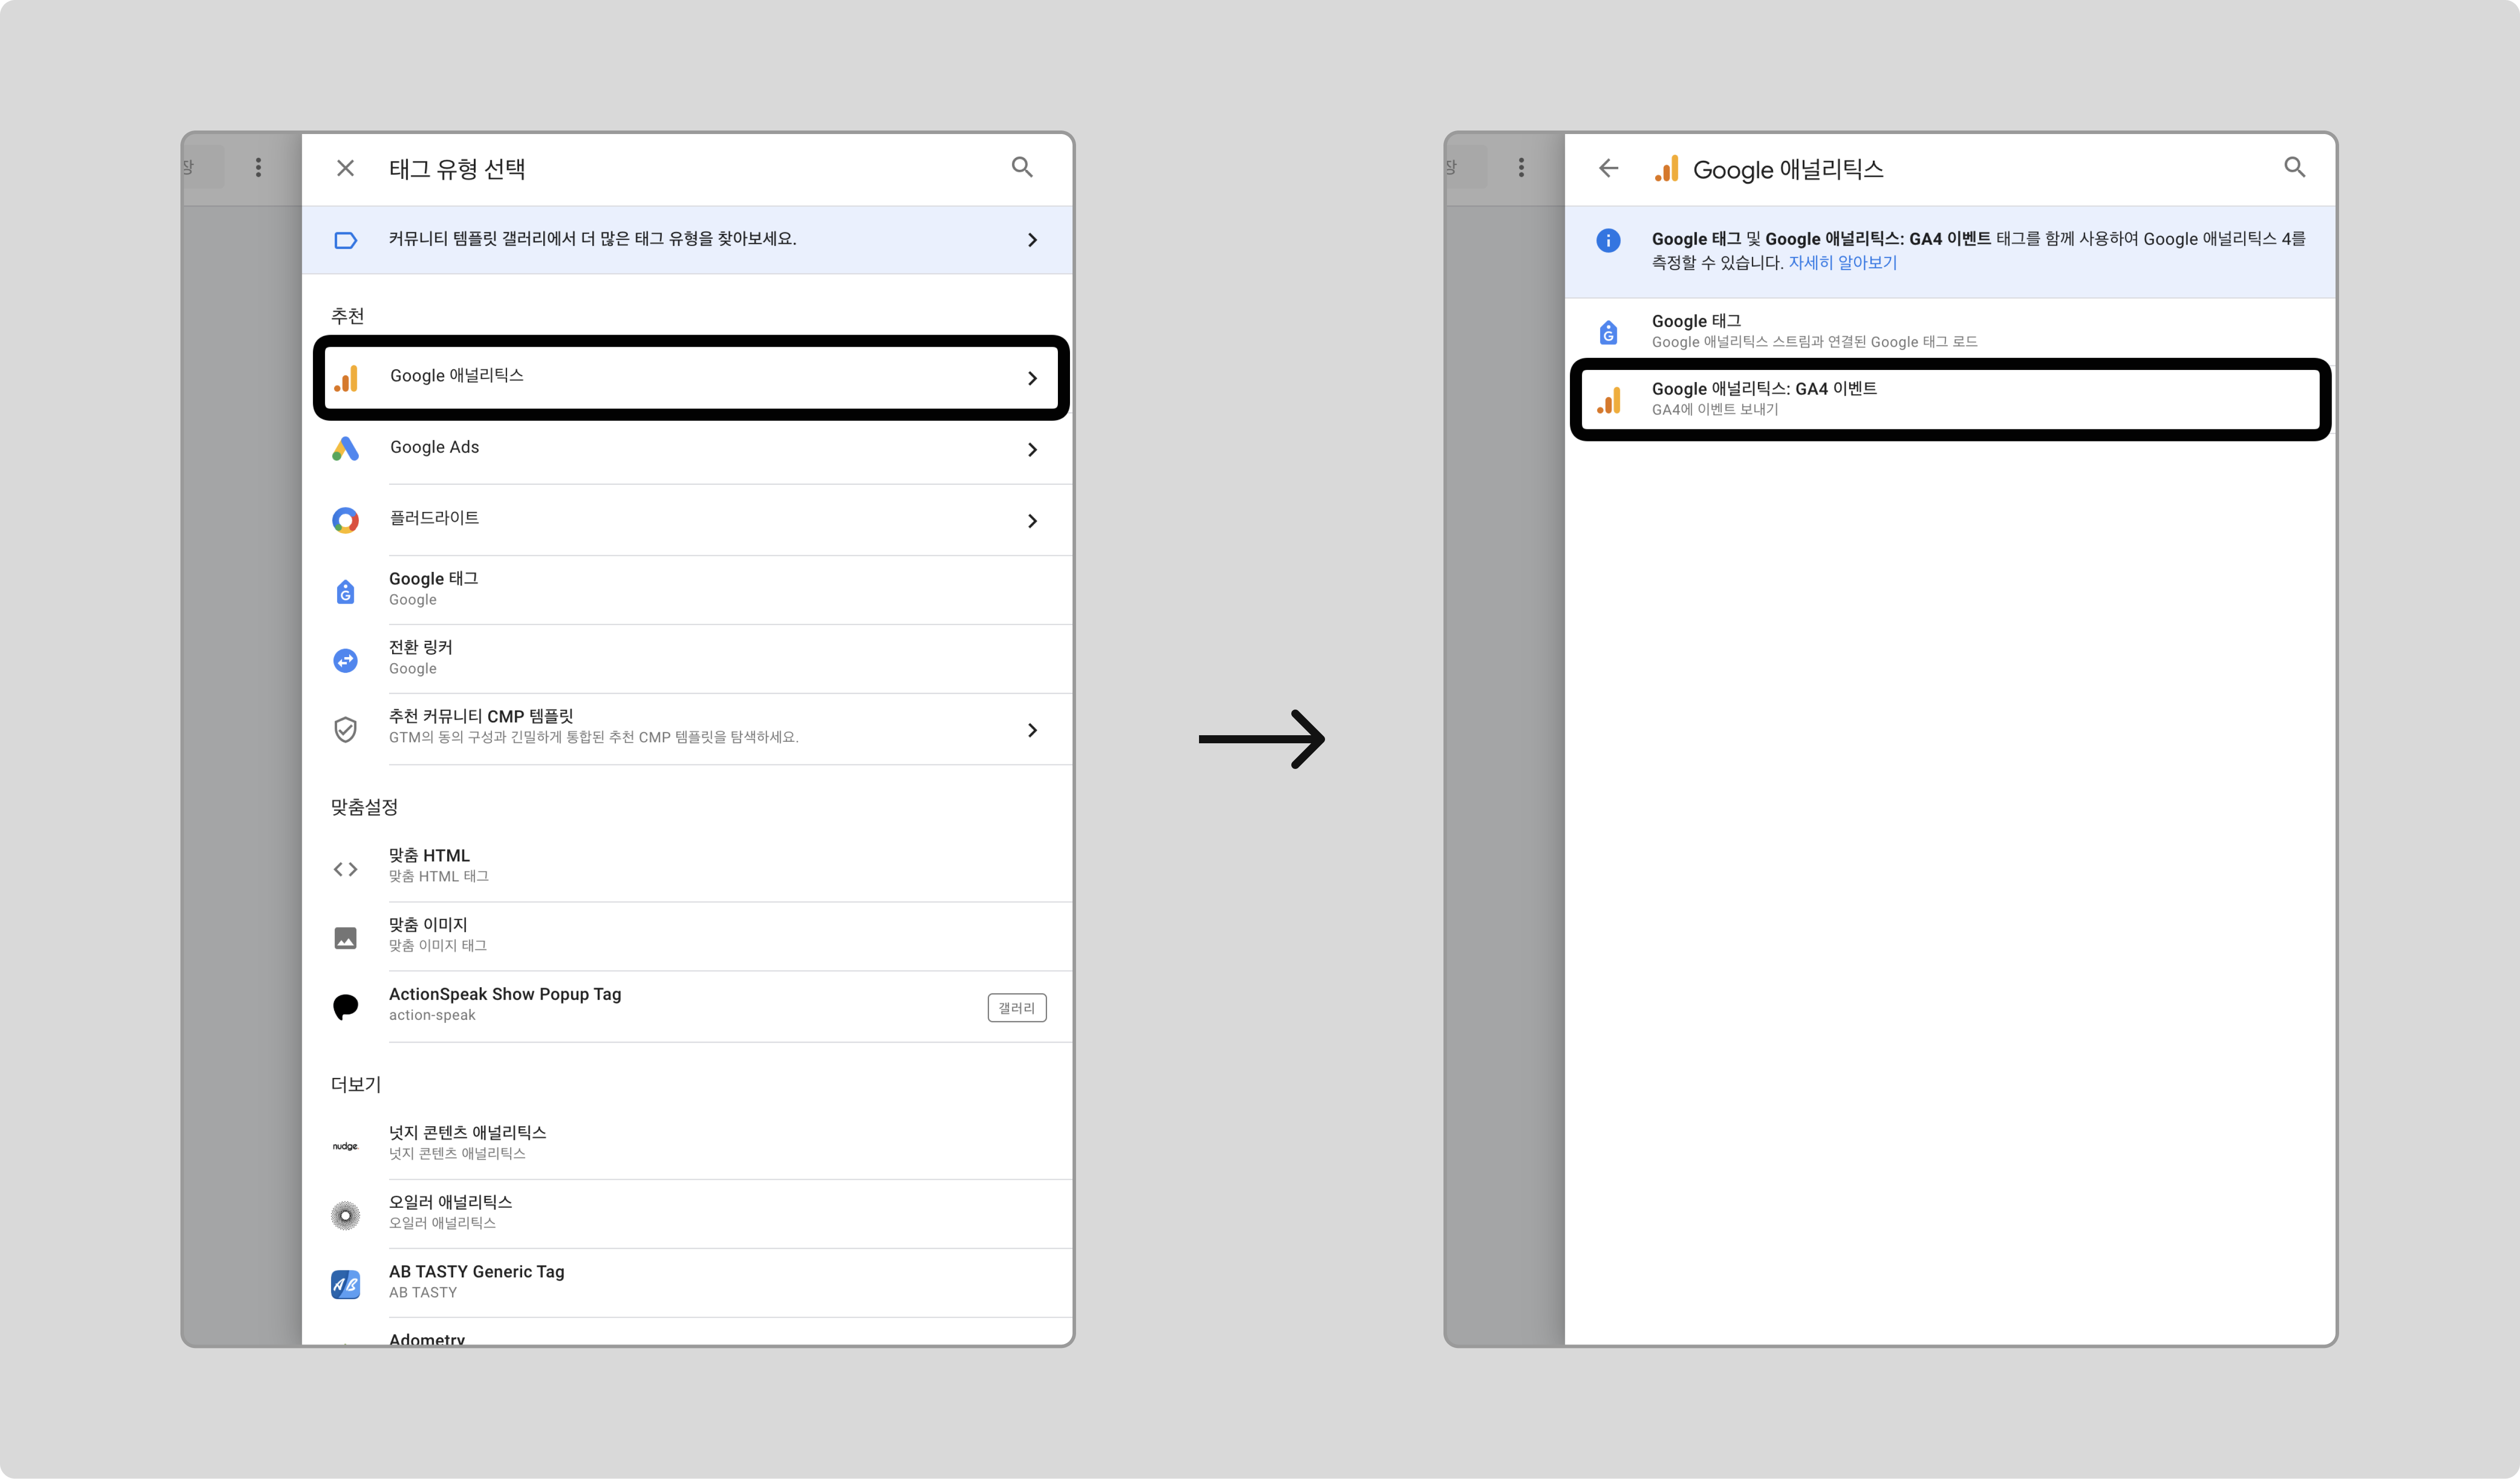 장
태그 유형 선택
커뮤니티 템플릿 갤러리에서 더 많은 태그 유형을 찾아보세요.
추천
Google 애널리틱스
Google Ads
플러드라이트
Google 태그
Google
전환 링커
Google
추천 커뮤니티 CMP 템플릿
GTM의 동의 구성과 긴밀하게 통합된 추천 CMP 템플릿을 탐색하세요.
맞춤설정
맞춤 HTML
맞춤 HTML 태그
맞춤 이미지
맞춤 이미지 태그
ActionSpeak Show Popup Tag
action-speak
갤러리
더보기
nudge.
넛지 콘텐츠 애널리틱스
넛지 콘텐츠 애널리틱스
오일러 애널리틱스
오일러 애널리틱스
AB
AB TASTY Generic Tag
AB TASTY
Adometry
장
Google 애널리틱스
Google 태그 및 Google 애널리틱스: GA4 이벤트 태그를 함께 사용하여 Google 애널리틱스 4를
측정할 수 있습니다. 자세히 알아보기
Google 태그
Google 애널리틱스 스트림과 연결된 Google 태그 로드
Google 애널리틱스: GA4 이벤트
GA4에 이벤트 보내기